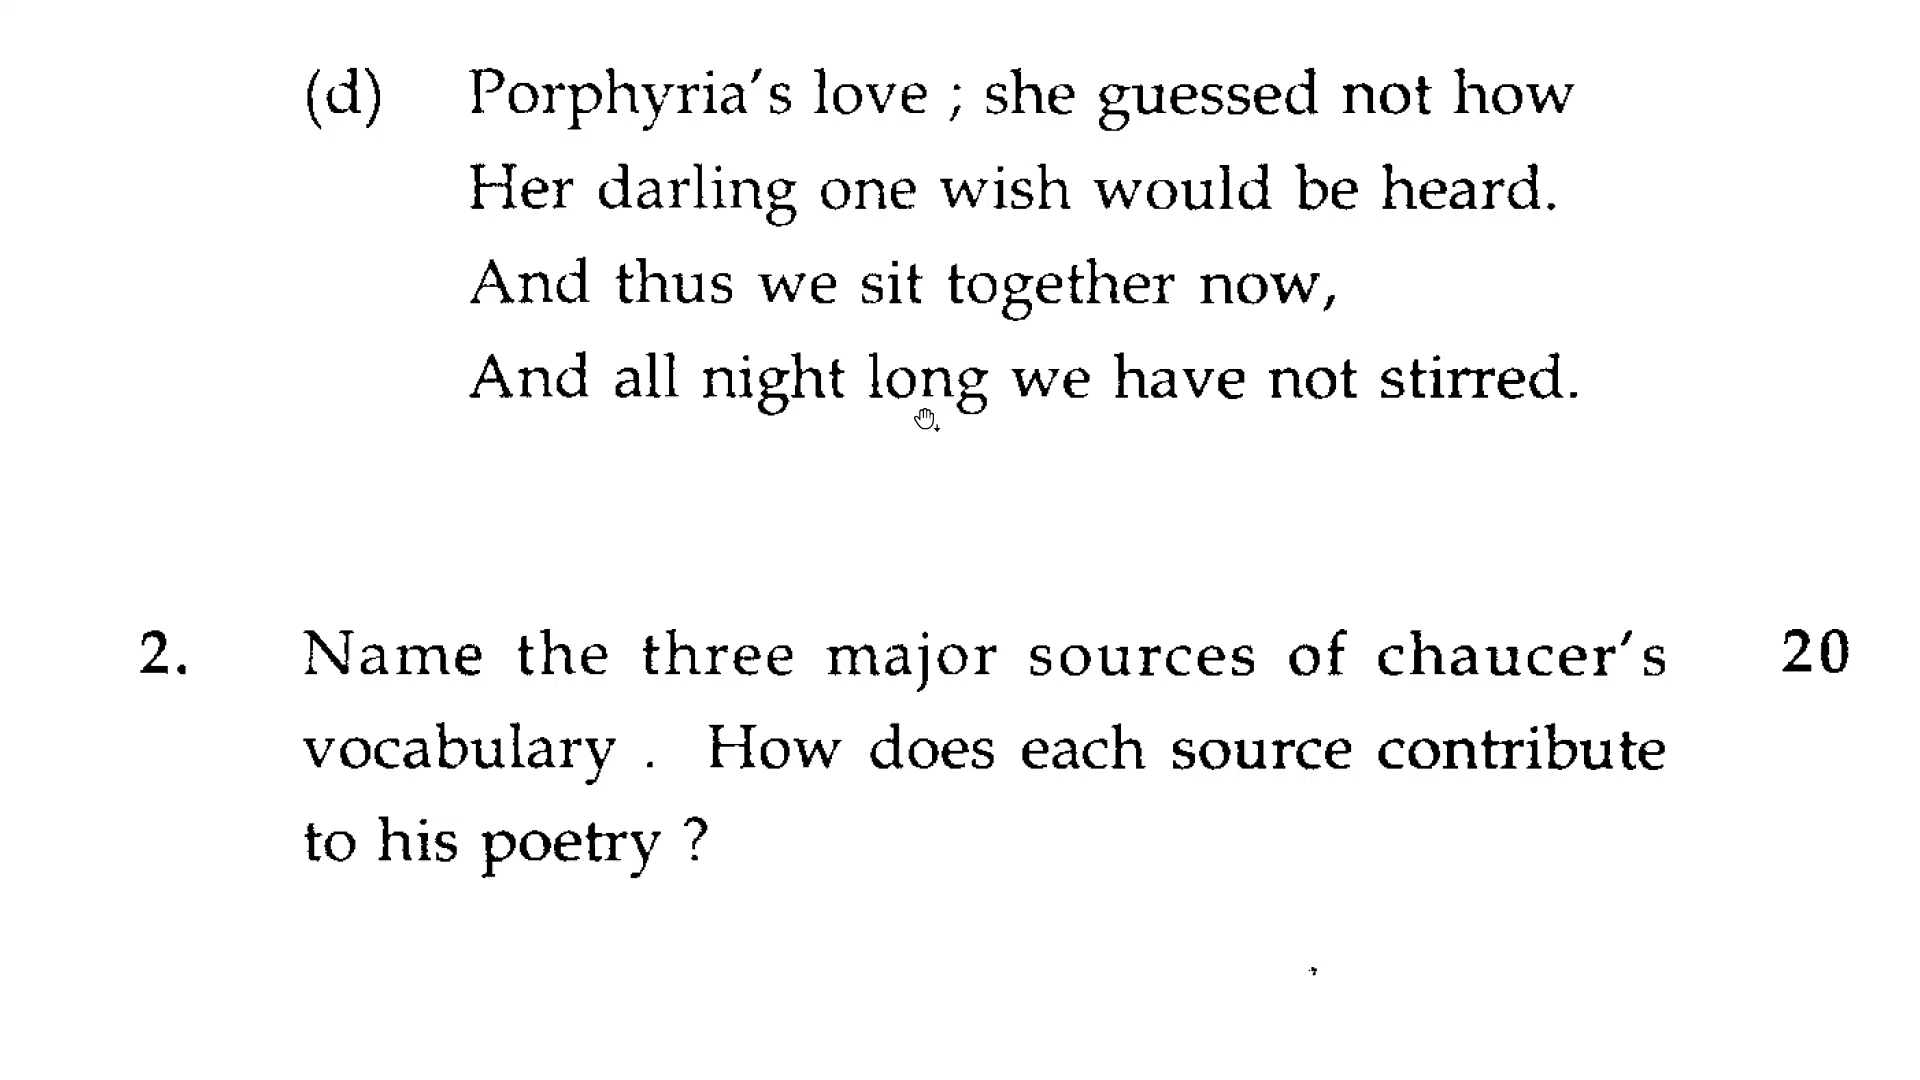 (d) Porphyria's love ; she guessed not how
Her darling one wish would be heard.
And thus we sit together now,
And all night long we have not stirred.
2. Name the three major sources of chaucer's 20
vocabulary . How does each source contribute
to his poetry ?